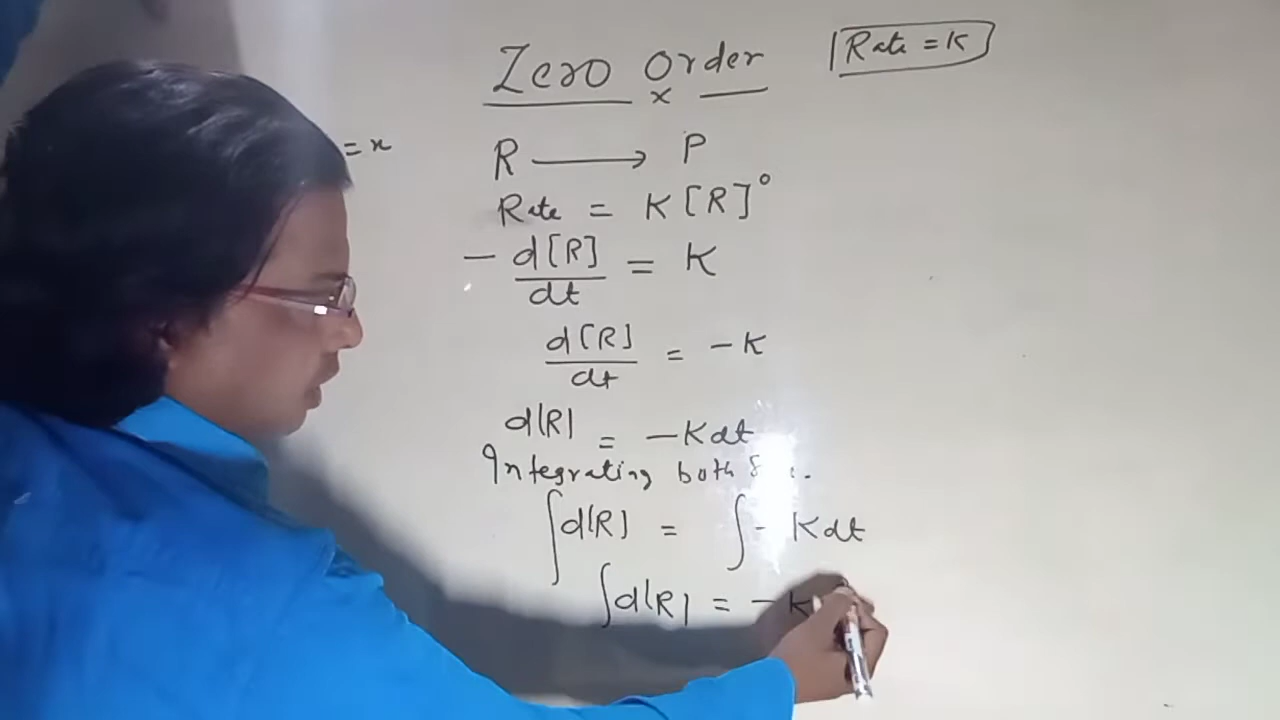 Zero Order
Rate = K
= x
R → P
Rate = K [R]°
- d[R]/dt = K
d[R]/dt = -K
d[R] = -Kdt
Integrating both
∫d[R] = ∫- Kdt
∫d[R] = -K